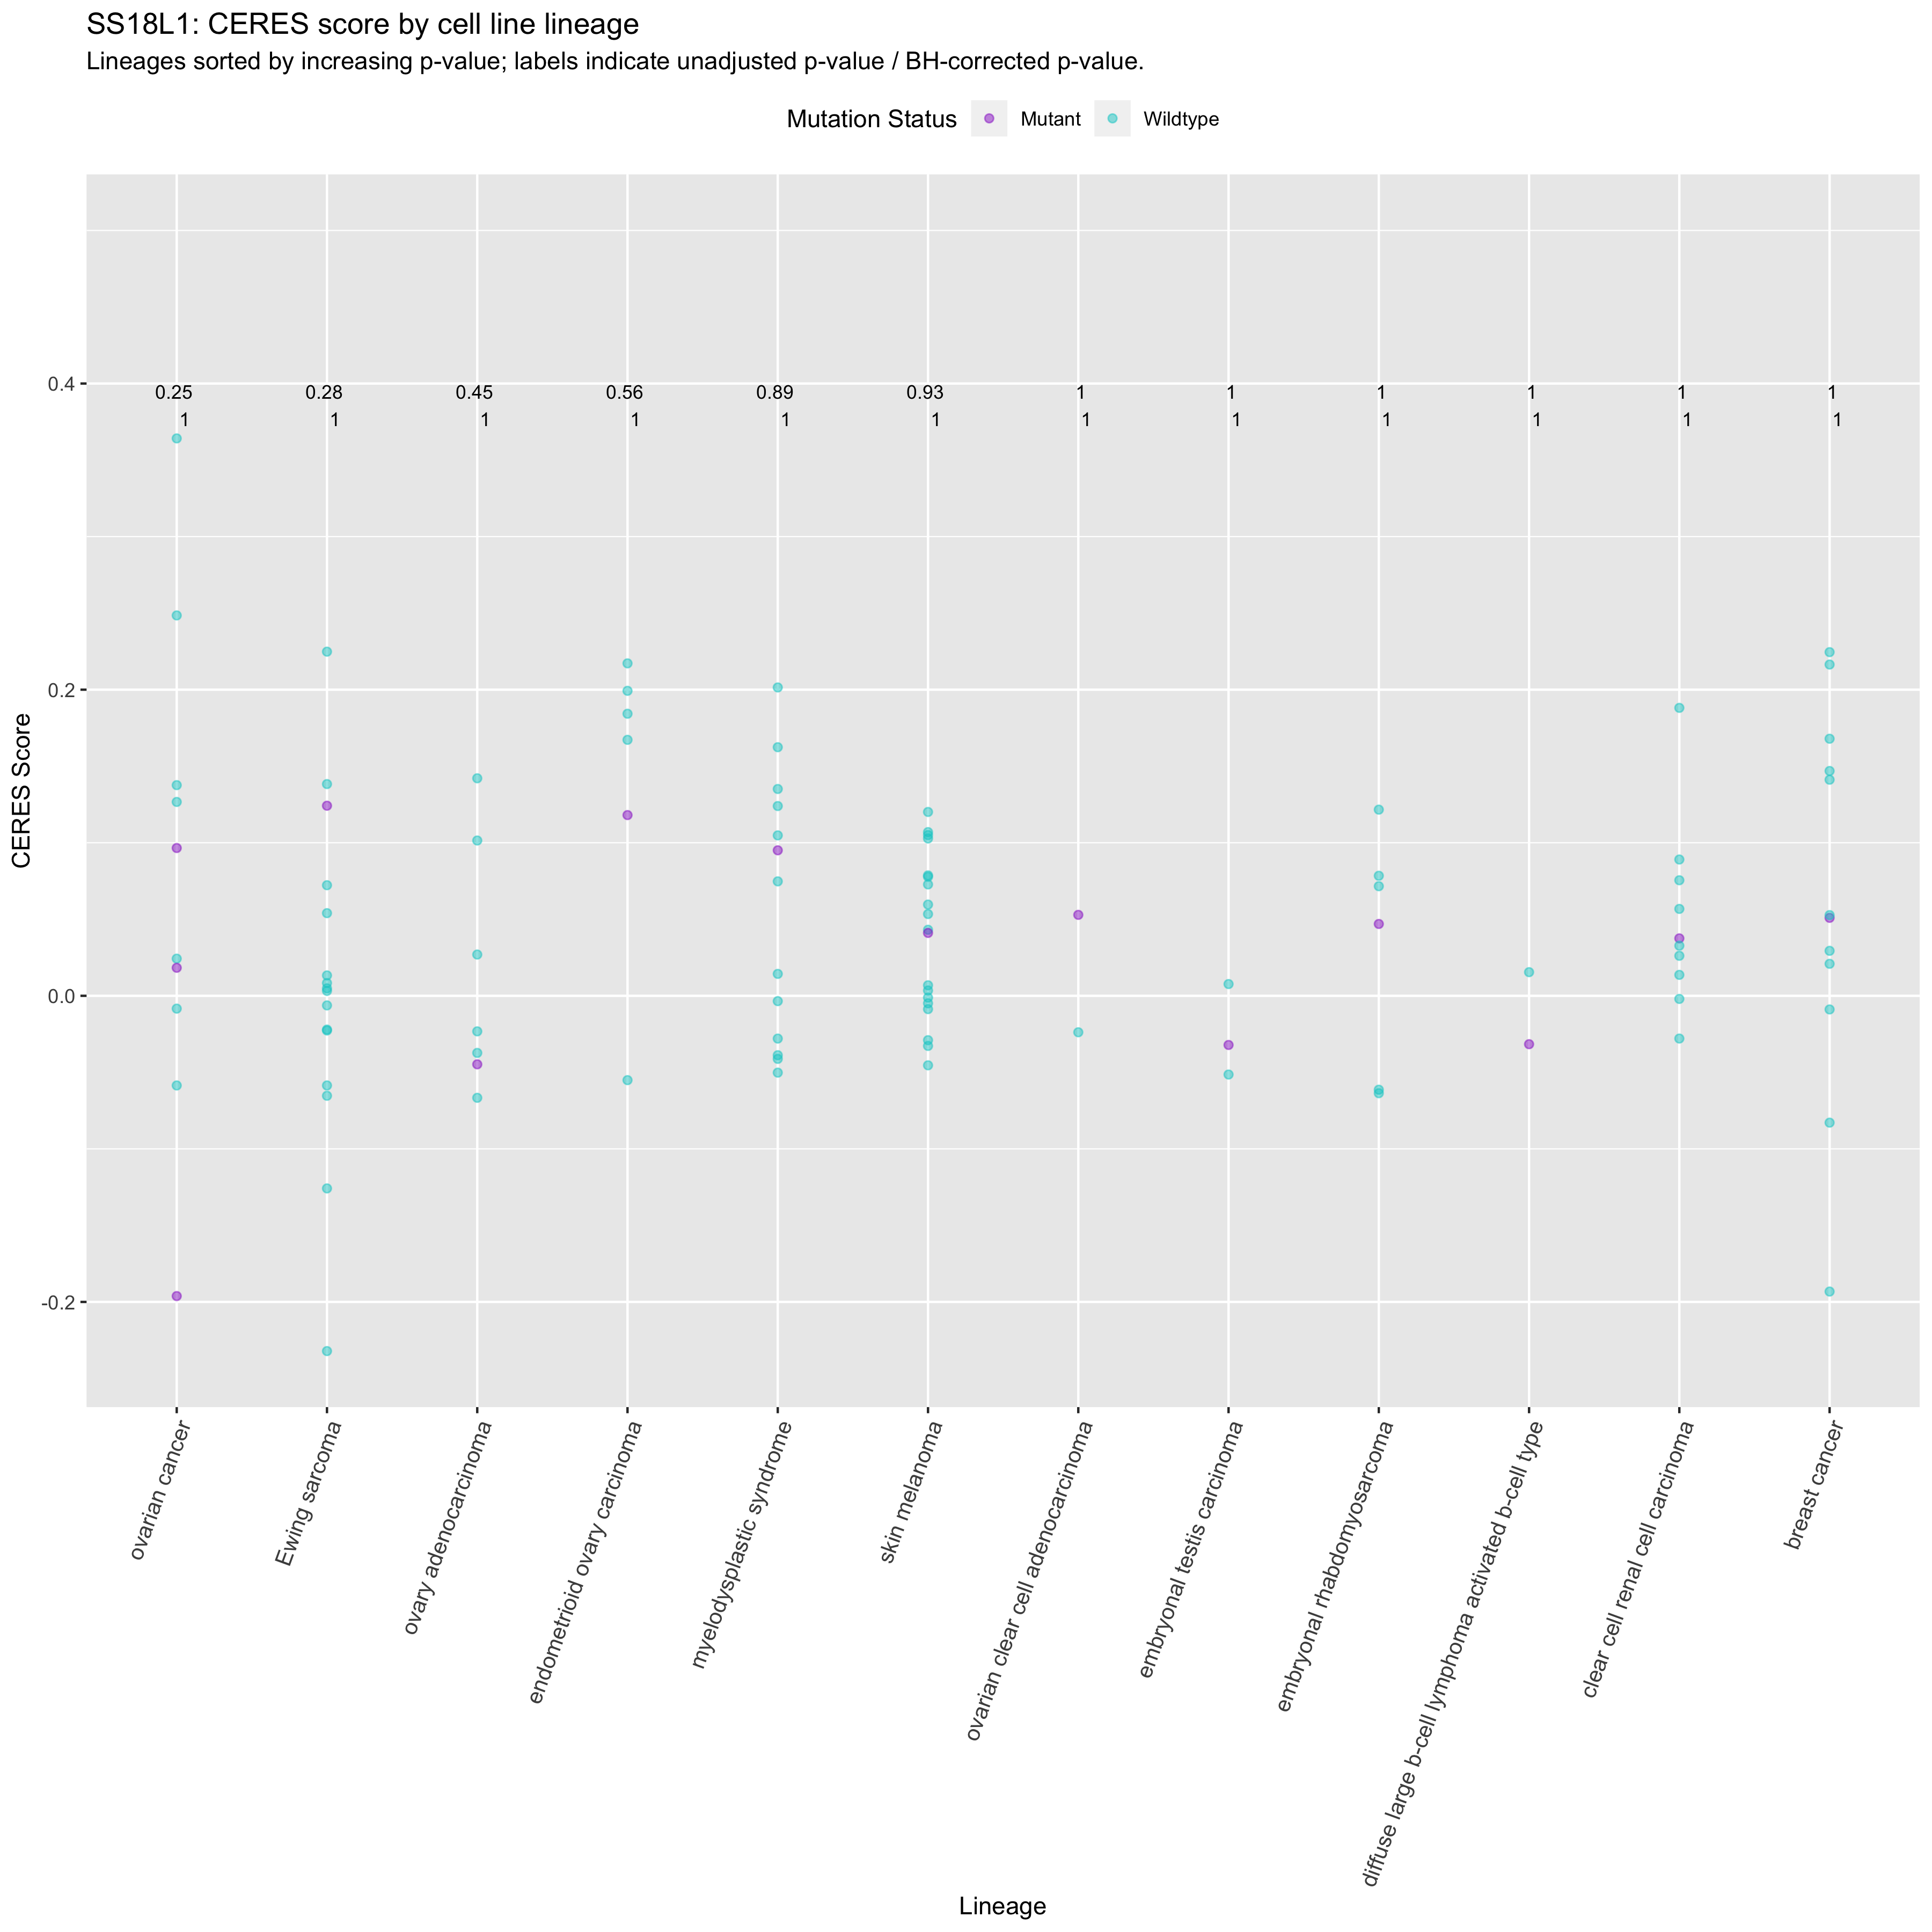 SS18L1: CERES score by cell line lineage
Lineages sorted by increasing p-value; labels indicate unadjusted p-value / BH-corrected p-value.
Mutation Status Mutant Wildtype
0.4
0.2
0.0
-0.2
CERES Score
0.25 0.28 0.45 0.56 0.89 0.93 1 1 1 1 1 1
1 1 1 1 1 1 1 1 1 1 1 1
ovarian cancer
Ewing sarcoma
ovary adenocarcinoma
endometrioid ovary carcinoma
myelodysplastic syndrome
skin melanoma
ovarian clear cell adenocarcinoma
embryonal testis carcinoma
embryonal rhabdomyosarcoma
diffuse large b-cell lymphoma activated b-cell type
clear cell renal cell carcinoma
breast cancer
Lineage